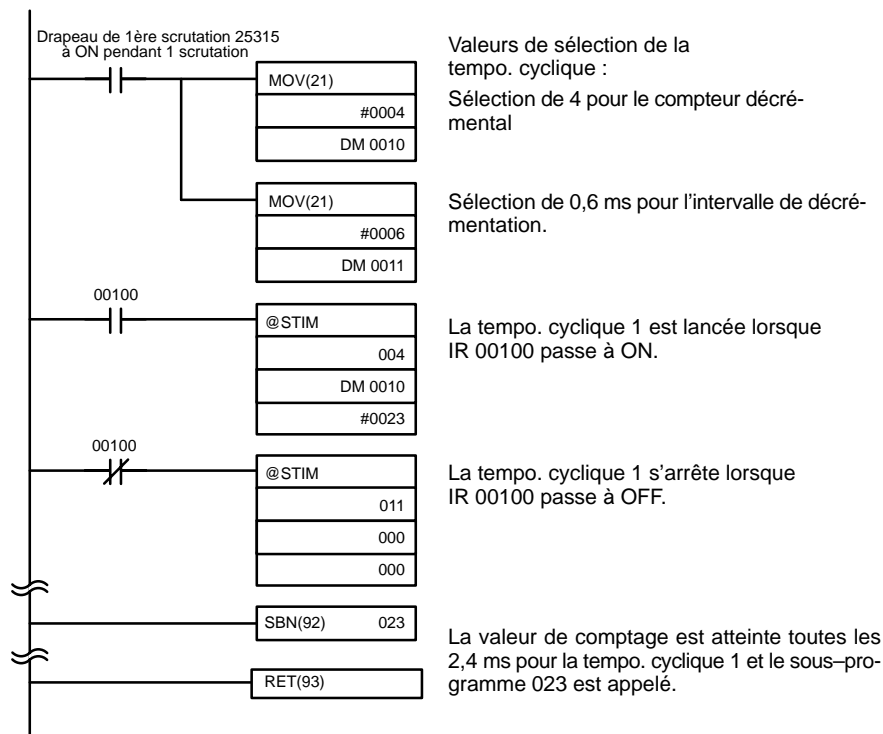 Drapeau de 1ère scrutation 25315
à ON pendant 1 scrutation
MOV(21)
#0004
DM 0010
Valeurs de sélection de la
tempo. cyclique :
Sélection de 4 pour le compteur décré-
mental
MOV(21)
#0006
DM 0011
Sélection de 0,6 ms pour l'intervalle de décré-
mentation.
00100
@STIM
004
DM 0010
#0023
La tempo. cyclique 1 est lancée lorsque
IR 00100 passe à ON.
00100
@STIM
011
000
000
La tempo. cyclique 1 s'arrête lorsque
IR 00100 passe à OFF.
SBN(92) 023
RET(93)
La valeur de comptage est atteinte toutes les
2,4 ms pour la tempo. cyclique 1 et le sous–pro-
gramme 023 est appelé.